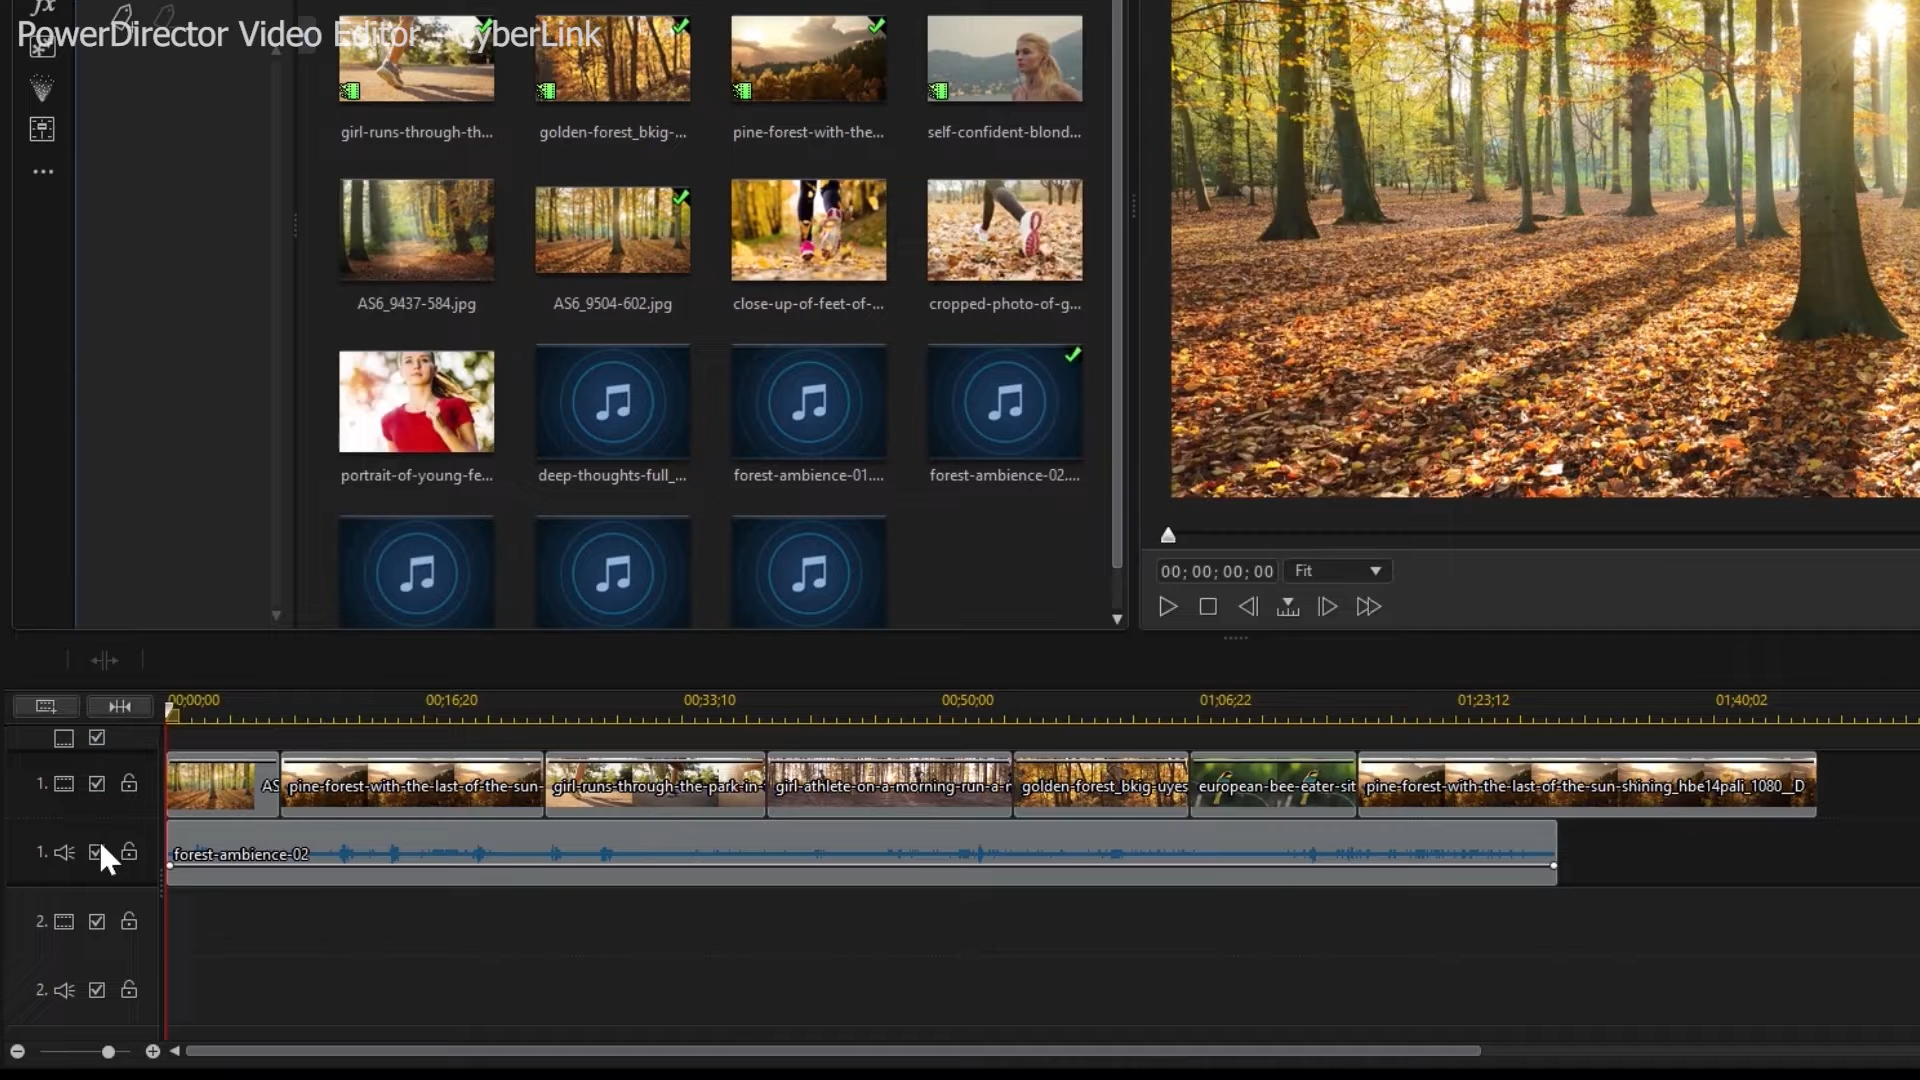 PowerDirector Video Editor - CyberLink
girl-runs-through-th...
golden-forest_bkig-...
pine-forest-with-the...
self-confident-blond...
AS6_9437-584.jpg
AS6_9504-602.jpg
close-up-of-feet-of-...
cropped-photo-of-g...
portrait-of-young-fe...
deep-thoughts-full_...
forest-ambience-01....
forest-ambience-02....
00;00;00;00
Fit
00;00;00
00;16;20
00;33;10
00;50;00
01;06;22
01;23;12
01;40;02
1.
AS
pine-forest-with-the-last-of-the-sun-
girl-runs-through-the-park-in-
girl-athlete-on-a-morning-run-a-r
golden-forest_bkig-uyes
european-bee-eater-sit
pine-forest-with-the-last-of-the-sun-shining_hbe14pali_1080__D
1.
forest-ambience-02
2.
2.